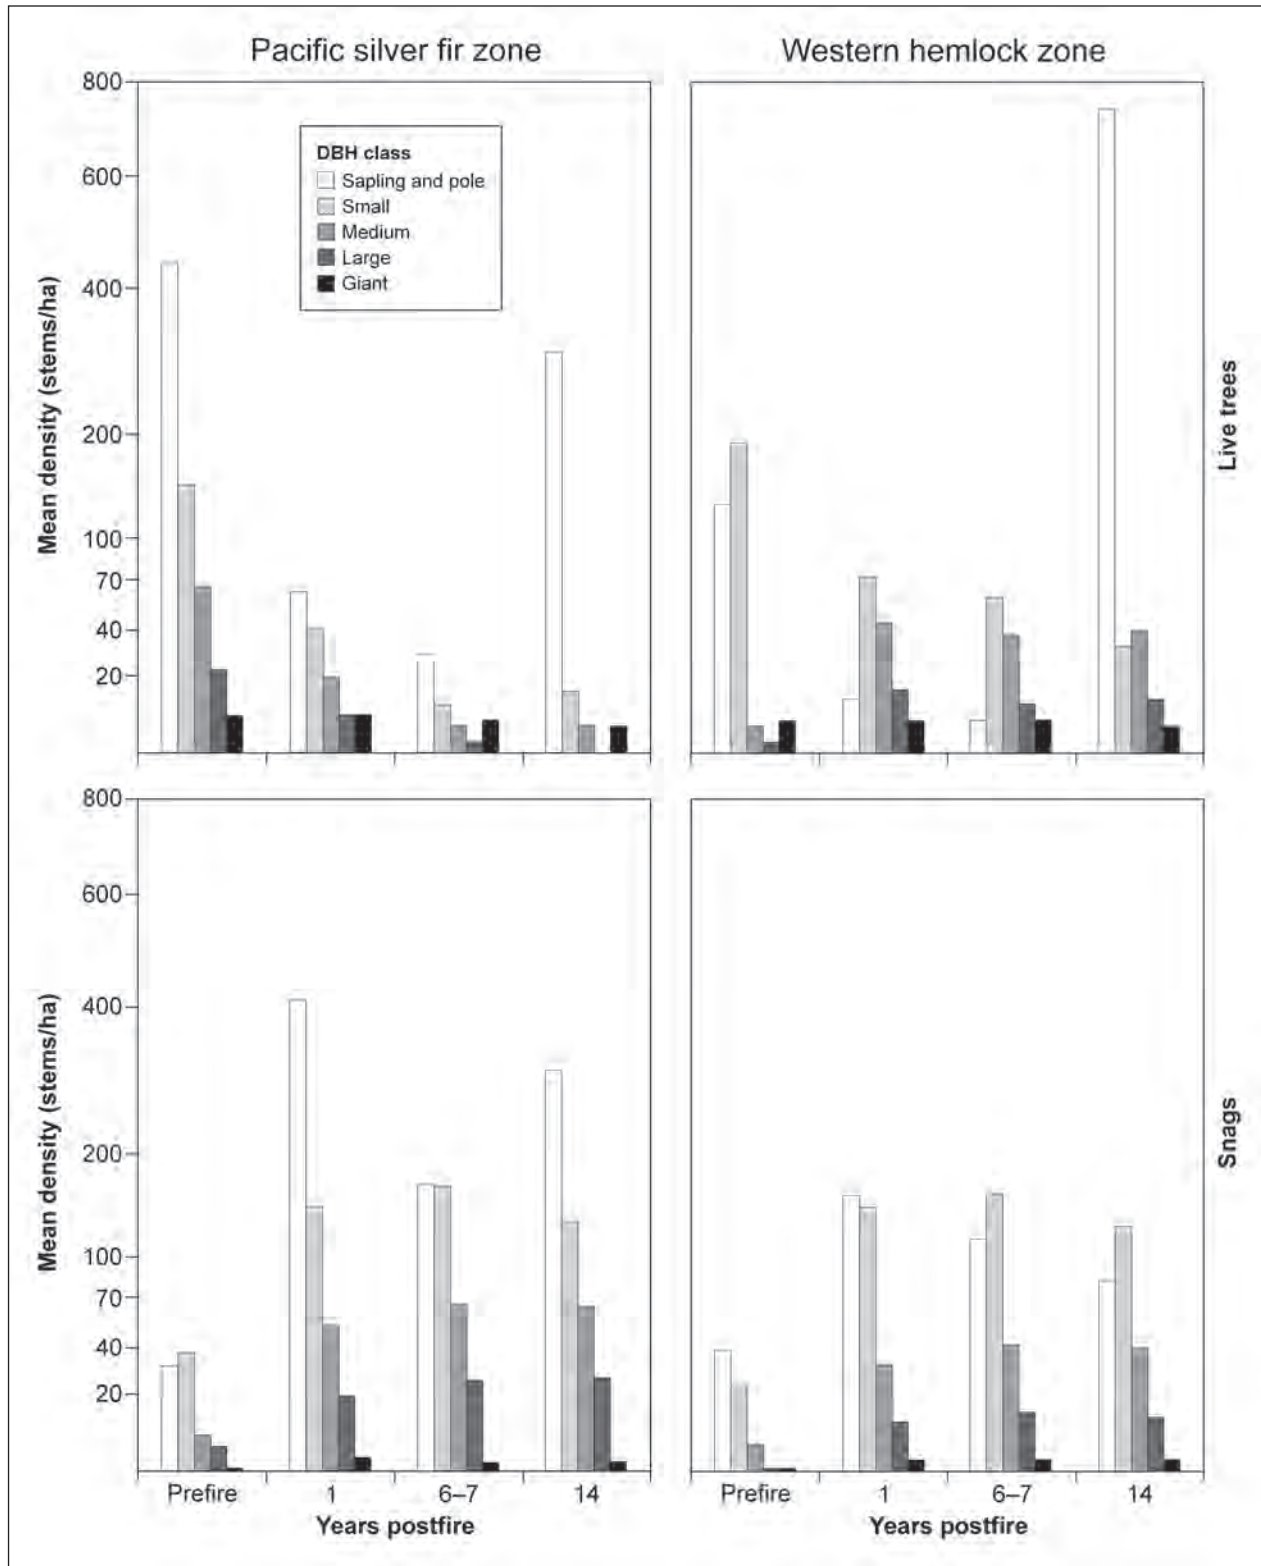 Pacific silver fir zone
Western hemlock zone
800
600
400
200
100
70
40
20
Mean density (stems/ha)
DBH class
Sapling and pole
Small
Medium
Large
Giant
Live trees
800
600
400
200
100
70
40
20
Mean density (stems/ha)
Snags
Prefire 1 6–7 14
Prefire 1 6–7 14
Years postfire
Years postfire